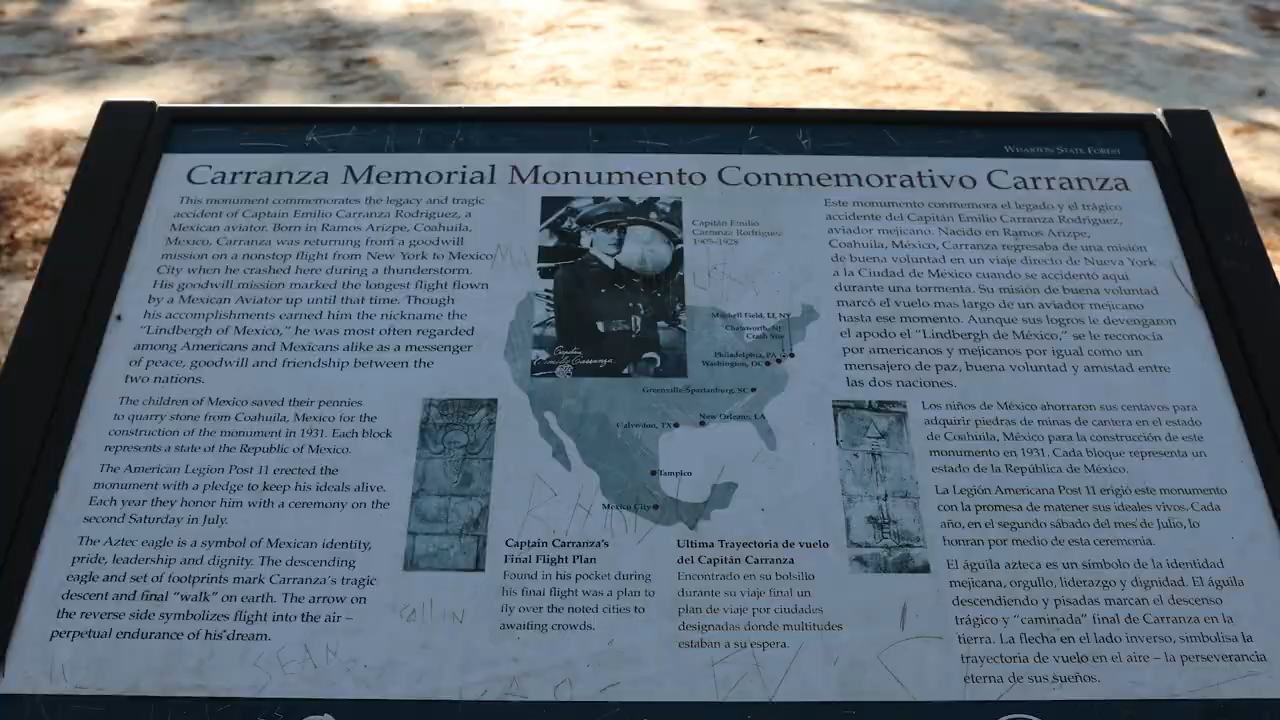 WHARTON STATE FOREST
Carranza Memorial Monumento Conmemorativo Carranza
This monument commemorates the legacy and tragic
accident of Captain Emilio Carranza Rodriguez, a
Mexican aviator. Born in Ramos Arizpe, Coahuila,
Mexico, Carranza was returning from a goodwill
mission on a nonstop flight from New York to Mexico
City when he crashed here during a thunderstorm.
His goodwill mission marked the longest flight flown
by a Mexican Aviator up until that time. Though
his accomplishments earned him the nickname the
"Lindbergh of Mexico," he was most often regarded
among Americans and Mexicans alike as a messenger
of peace, goodwill and friendship between the
two nations.
The children of Mexico saved their pennies
to quarry stone from Coahuila, Mexico for the
construction of the monument in 1931. Each block
represents a state of the Republic of Mexico.
The American Legion Post 11 erected the
monument with a pledge to keep his ideals alive.
Each year they honor him with a ceremony on the
second Saturday in July.
The Aztec eagle is a symbol of Mexican identity,
pride, leadership and dignity. The descending
eagle and set of footprints mark Carranza's tragic
descent and final "walk" on earth. The arrow on
the reverse side symbolizes flight into the air –
perpetual endurance of his dream.
Capitán Emilio
Carranza Rodriguez
1905-1928
Capitan
Emilio Carranza.
Mitchell Field, LI, NY
Chatsworth, NJ
Crash Site
Philadelphia, PA
Washington, DC
Greenville-Spartanburg, SC
New Orleans, LA
Galveston, TX
Tampico
Mexico City
Captain Carranza's
Final Flight Plan
Found in his pocket during
his final flight was a plan to
fly over the noted cities to
awaiting crowds.
Ultima Trayectoria de vuelo
del Capitán Carranza
Encontrado en su bolsillo
durante su viaje final un
plan de viaje por ciudades
designadas donde multitudes
estaban a su espera.
Este monumento conmemora el legado y el trágico
accidente del Capitán Emilio Carranza Rodríguez,
aviador mejicano. Nacido en Ramos Arizpe,
Coahuila, México, Carranza regresaba de una misión
de buena voluntad en un viaje directo de Nueva York
a la Ciudad de México cuando se accidentó aquí
durante una tormenta. Su misión de buena voluntad
marcó el vuelo mas largo de un aviador mejicano
hasta ese momento. Aunque sus logros le devengaron
el apodo el "Lindbergh de México," se le reconocía
por americanos y mejicanos por igual como un
mensajero de paz, buena voluntad y amistad entre
las dos naciones.
Los niños de México ahorraron sus centavos para
adquirir piedras de minas de cantera en el estado
de Coahuila, México para la construcción de este
monumento en 1931. Cada bloque representa un
estado de la República de México.
La Legión Americana Post 11 erigió este monumento
con la promesa de matener sus ideales vivos. Cada
año, en el segundo sábado del mes de Julio, lo
honran por medio de esta ceremonia.
El águila azteca es un símbolo de la identidad
mejicana, orgullo, liderazgo y dignidad. El águila
descendiendo y pisadas marcan el descenso
trágico y "caminada" final de Carranza en la
tierra. La flecha en el lado inverso, simbolisa la
trayectoria de vuelo en el aire – la perseverancia
eterna de sus sueños.
SEAN